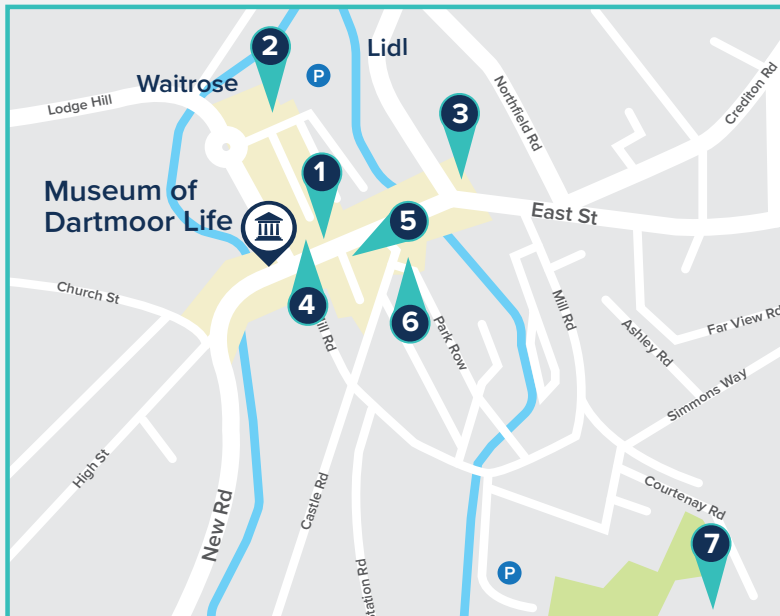 2
P
Lidl
Waitrose
Northfield Rd
Crediton Rd
Lodge Hill
3
1
Museum of
Dartmoor Life
5
East St
Church St
4
6
Park Row
Mill Rd
Ashley Rd
Far View Rd
Simmons Way
High St
New Rd
Castle Rd
Courtenay Rd
7
P